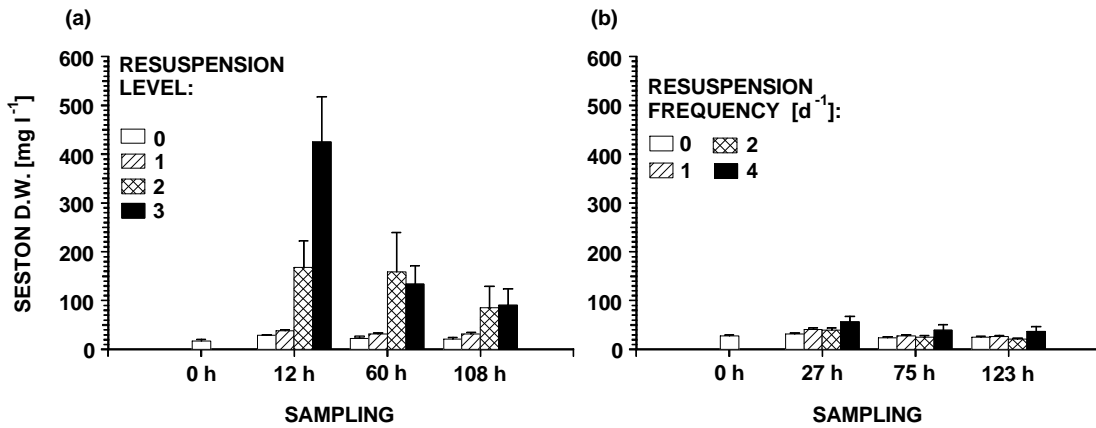 (a)
SESTON D.W. [mg l⁻¹]
600
500
400
300
200
100
0
RESUSPENSION
LEVEL:
0
1
2
3
0 h 12 h 60 h 108 h
SAMPLING
(b)
600
500
400
300
200
100
0
RESUSPENSION
FREQUENCY [d⁻¹]:
0 2
1 4
0 h 27 h 75 h 123 h
SAMPLING